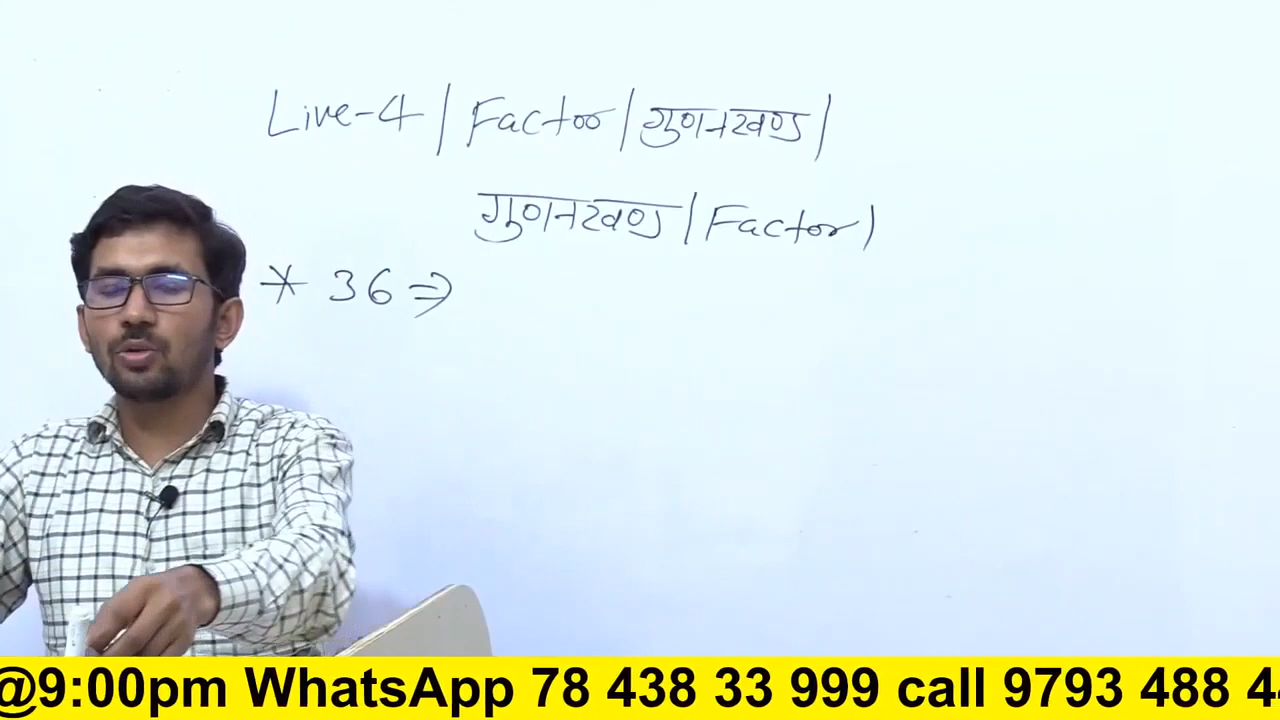 Live-4 | Factor | गुणनखण्ड |
गुणनखण्ड | Factor |
* 36 ⇒
@9:00pm WhatsApp 78 438 33 999 call 9793 488 4